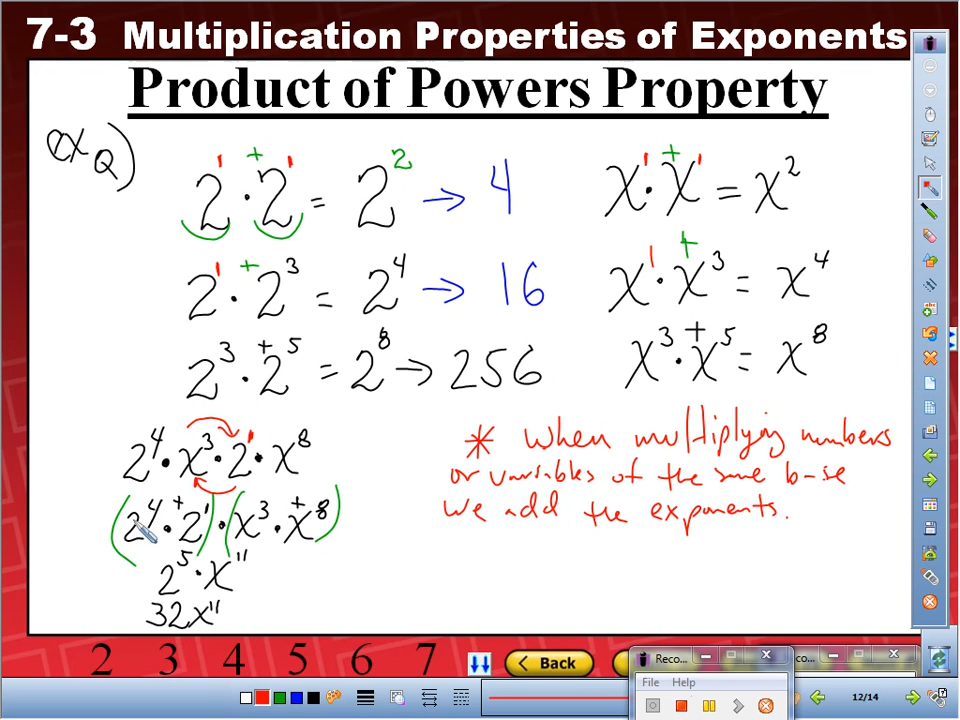 7-3 Multiplication Properties of Exponents
Product of Powers Property
ex Q)
2¹ · 2¹ = 2² → 4
x¹ · x¹ = x²
2¹ · 2³ = 2⁴ → 16
x¹ · x³ = x⁴
2³ · 2⁵ = 2⁸ → 256
x³ · x⁵ = x⁸
2⁴ · x³ · 2¹ · x⁸
(2⁴ · 2¹) · (x³ · x⁸)
2⁵ · x¹¹
32x¹¹
* When multiplying numbers
or variables of the same base
we add the exponents.
2 3 4 5 6 7
Back
Reco...
co...
File Help
12/14